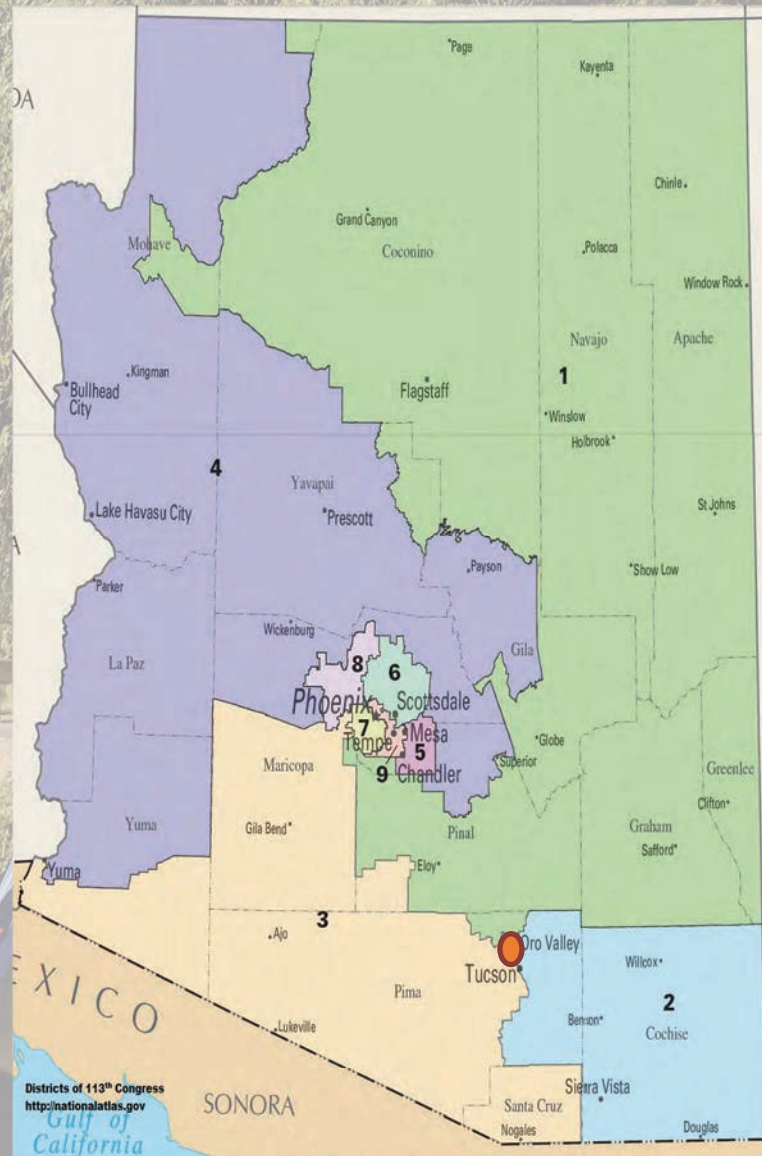 DA
Page
Kayenta
Chinle
Grand Canyon
Coconino
Mohave
Polacca
Window Rock
Navajo
Apache
Kingman
Bullhead
City
Flagstaff
1
Winslow
Holbrook
4
Yavapai
Prescott
Lake Havasu City
St Johns
A
Payson
Show Low
Parker
Wickenburg
Gila
La Paz
8
6
Phoenix
Scottsdale
7
Mesa
Tempe
5
9
Chandler
Globe
Superior
Maricopa
Greenlee
Clifton
Yuma
Gila Bend
Pinal
Graham
Safford
Eloy
Yuma
3
Ajo
Oro Valley
Tucson
Willcox
EXICO
Pima
2
Benson
Cochise
Lukeville
Sierra Vista
Districts of 113th Congress
http://nationalatlas.gov
SONORA
Santa Cruz
Gulf of
California
Nogales
Douglas